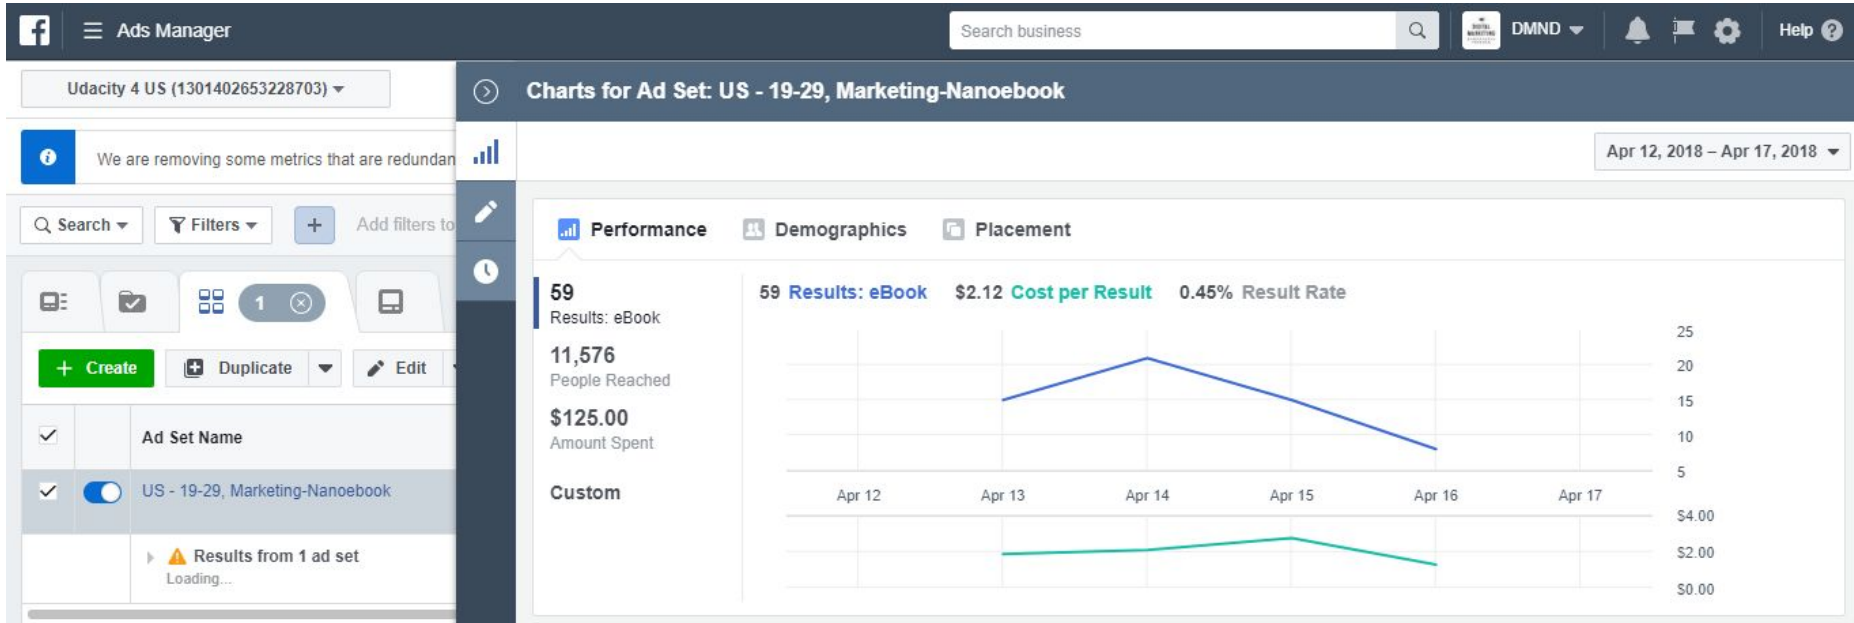 Ads Manager
Search business
DMND
Help
Udacity 4 US (1301402653228703)
Charts for Ad Set: US - 19-29, Marketing-Nanoebook
We are removing some metrics that are redundan
Apr 12, 2018 – Apr 17, 2018
Search
Filters
+
Add filters to
Performance
Demographics
Placement
1
59
Results: eBook
11,576
People Reached
$125.00
Amount Spent
Custom
59 Results: eBook $2.12 Cost per Result 0.45% Result Rate
25
20
15
10
5
Apr 12 Apr 13 Apr 14 Apr 15 Apr 16 Apr 17
$4.00
$2.00
$0.00
+ Create
Duplicate
Edit
Ad Set Name
US - 19-29, Marketing-Nanoebook
Results from 1 ad set
Loading...